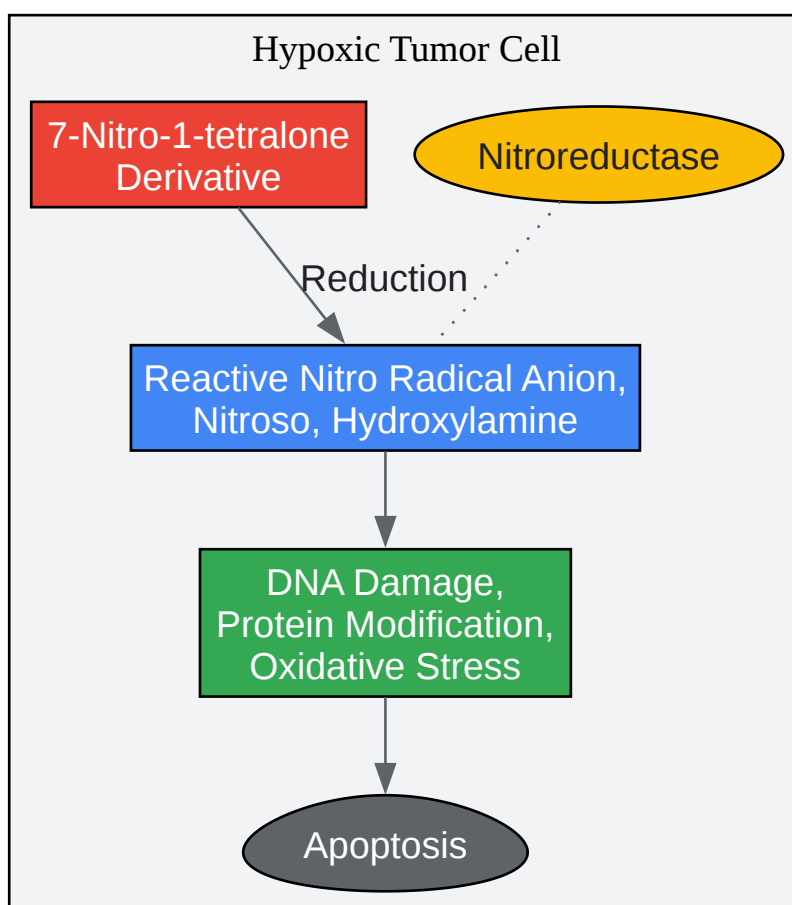 Hypoxic Tumor Cell
7-Nitro-1-tetralone
Derivative
Nitroreductase
Reduction
Reactive Nitro Radical Anion,
Nitroso, Hydroxylamine
DNA Damage,
Protein Modification,
Oxidative Stress
Apoptosis